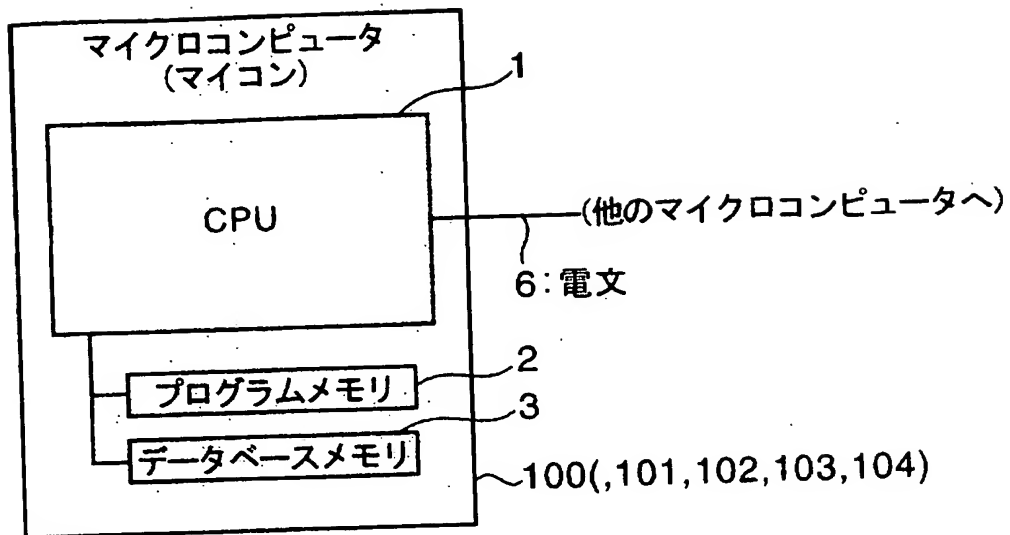 マイクロコンピュータ
(マイコン)
1
CPU
(他のマイクロコンピュータへ)
6:電文
2
プログラムメモリ
3
データベースメモリ
100(,101,102,103,104)